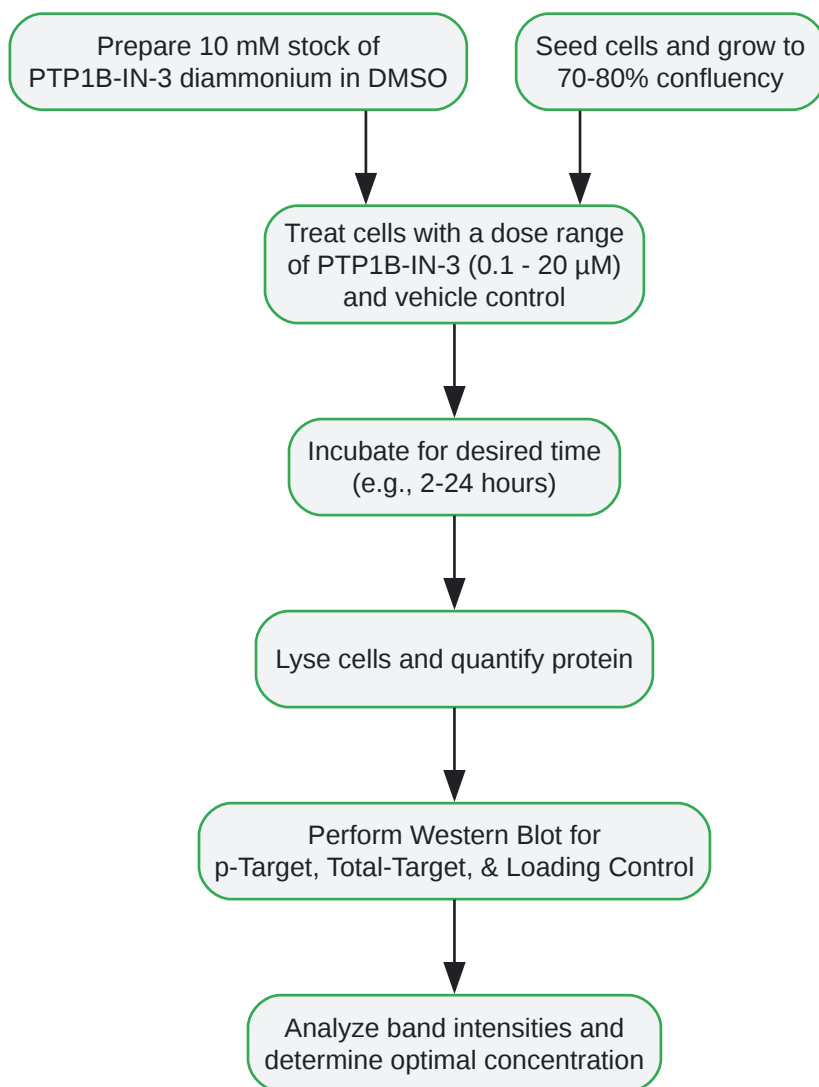 Prepare 10 mM stock of
PTP1B-IN-3 diammonium in DMSO
Seed cells and grow to
70-80% confluency
Treat cells with a dose range
of PTP1B-IN-3 (0.1 - 20 µM)
and vehicle control
Incubate for desired time
(e.g., 2-24 hours)
Lyse cells and quantify protein
Perform Western Blot for
p-Target, Total-Target, & Loading Control
Analyze band intensities and
determine optimal concentration